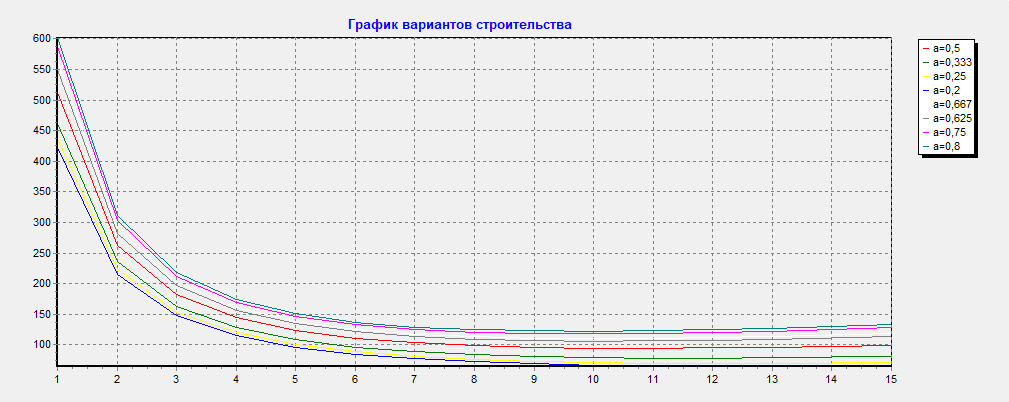 График вариантов строительства
600
550
500
450
400
350
300
250
200
150
100
1 2 3 4 5 6 7 8 9 10 11 12 13 14 15
a=0,5
a=0,333
a=0,25
a=0,2
a=0,667
a=0,625
a=0,75
a=0,8